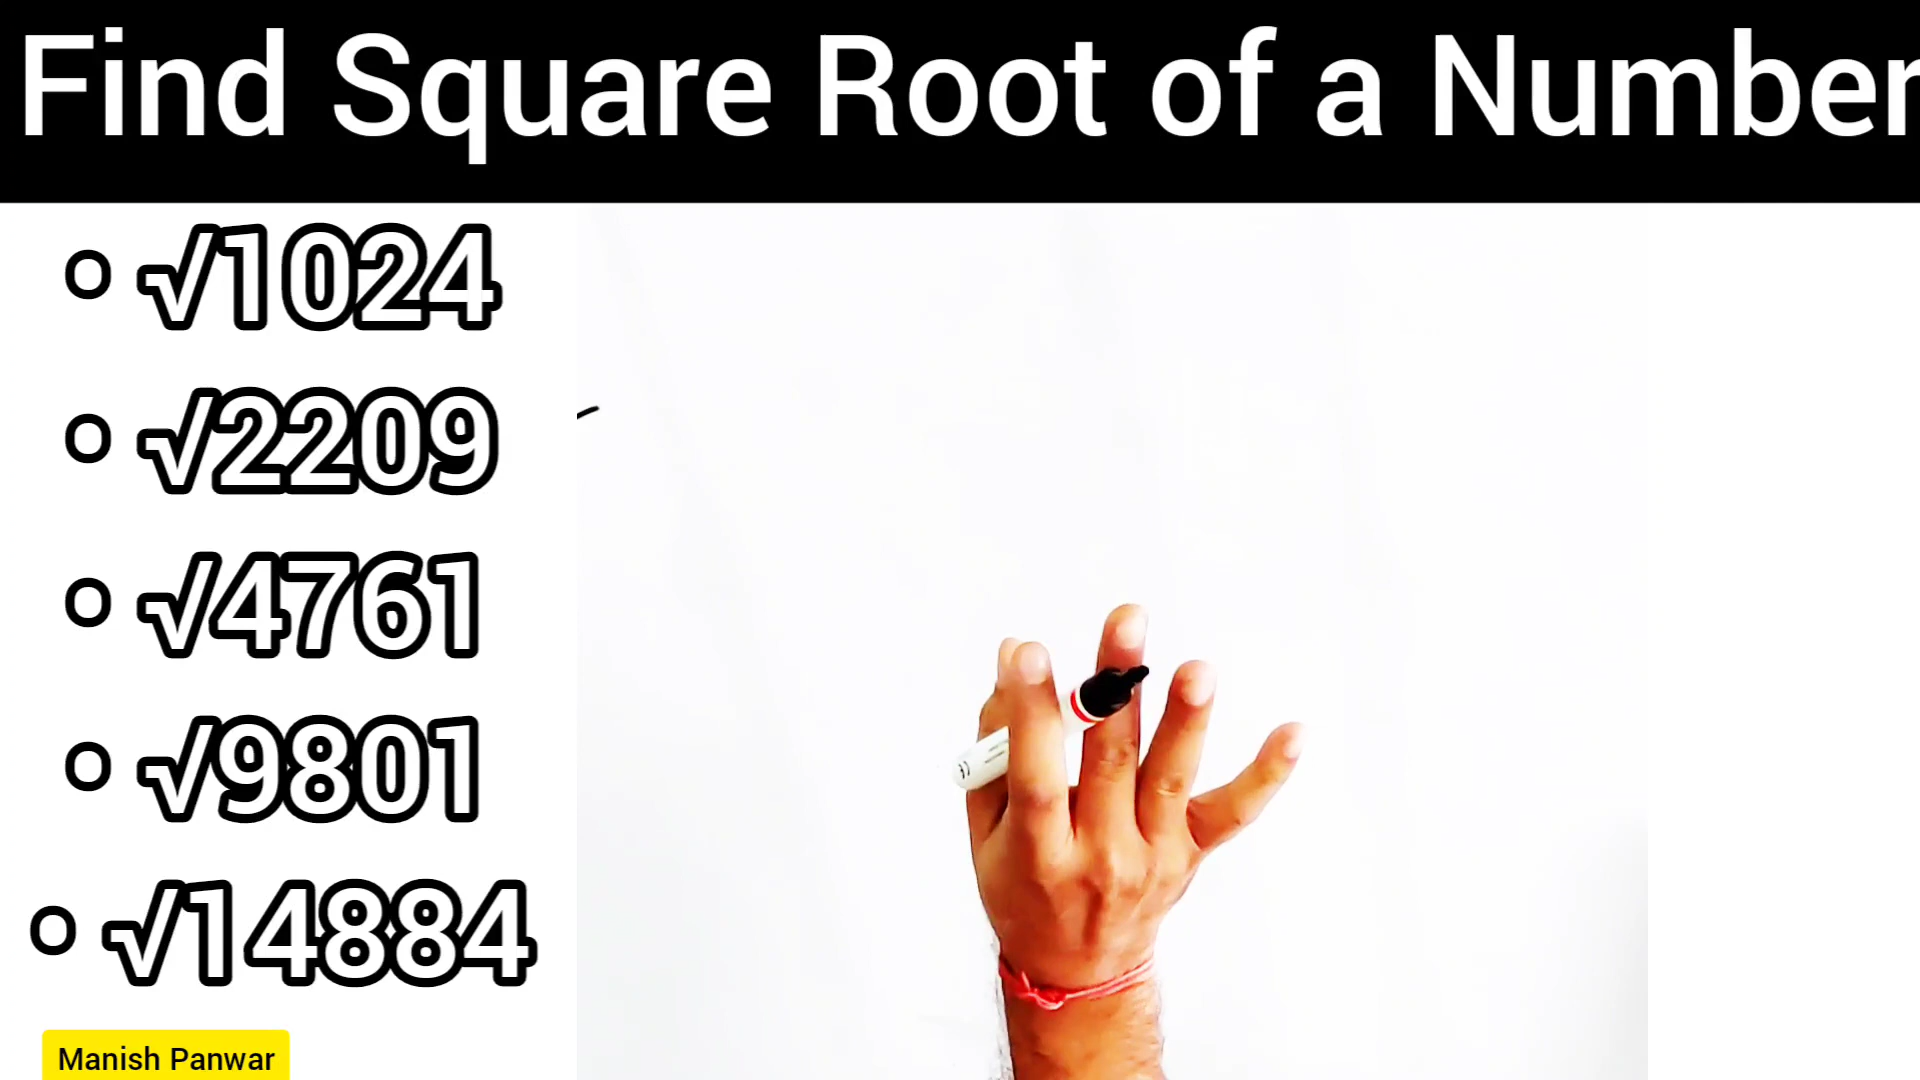 Find Square Root of a Number
√1024
√2209
√4761
√9801
√14884
Manish Panwar